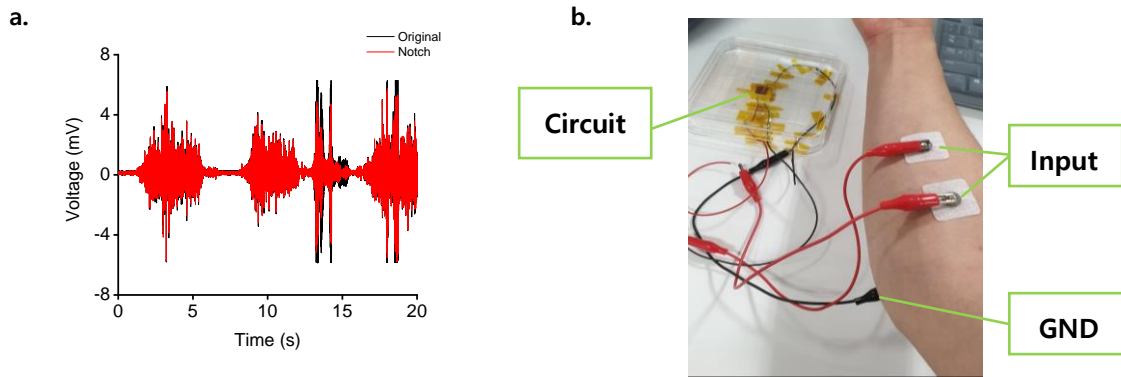 a.
Original
Notch
8
4
0
-4
-8
Voltage (mV)
0
5
10
15
20
Time (s)
b.
Circuit
Input
GND